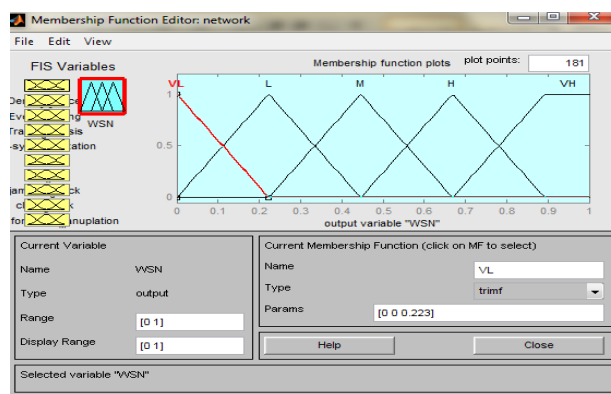 Membership Function Editor: network
File Edit View
FIS Variables
WSN
Membership function plots
plot points:
181
VL L M H VH
1
0.5
0
0 0.1 0.2 0.3 0.4 0.5 0.6 0.7 0.8 0.9 1
output variable "WSN"
Current Variable
Name WSN
Type output
Range [0 1]
Display Range [0 1]
Current Membership Function (click on MF to select)
Name VL
Type trimf
Params [0 0 0.223]
Help Close
Selected variable "WSN"